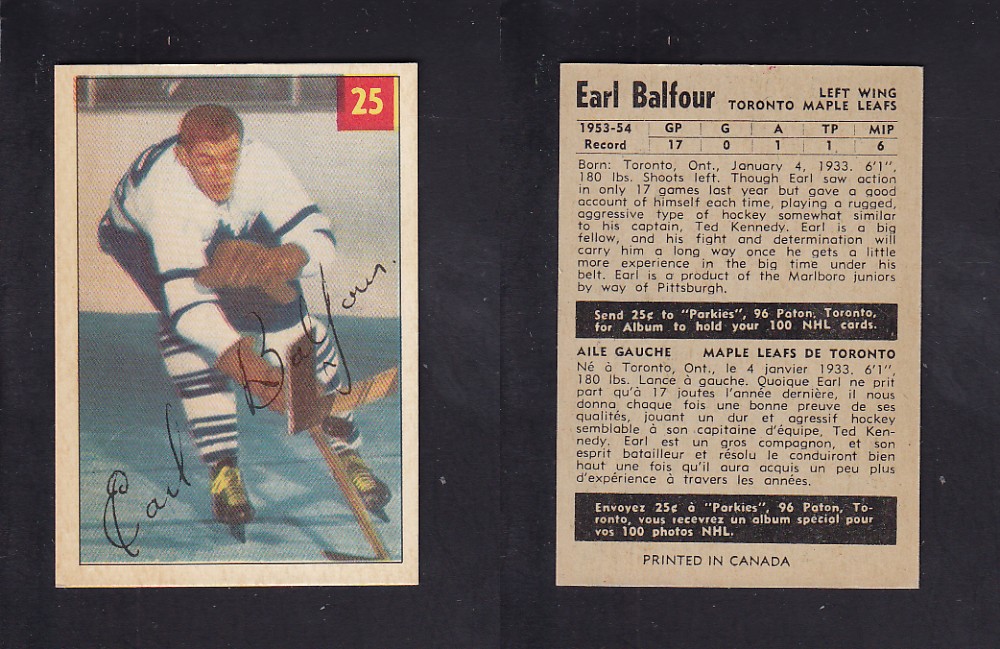 25
Earl Balfour.
Earl Balfour
LEFT WING
TORONTO MAPLE LEAFS
1953-54 GP G A TP MIP
Record 17 0 1 1 6
Born: Toronto, Ont., January 4, 1933. 6'1",
180 lbs. Shoots left. Though Earl saw action
in only 17 games last year but gave a good
account of himself each time, playing a rugged,
aggressive type of hockey somewhat similar
to his captain, Ted Kennedy. Earl is a big
fellow, and his fight and determination will
carry him a long way once he gets a little
more experience in the big time under his
belt. Earl is a product of the Marlboro juniors
by way of Pittsburgh.
Send 25¢ to "Parkies", 96 Paton, Toronto,
for Album to hold your 100 NHL cards.
AILE GAUCHE MAPLE LEAFS DE TORONTO
Né à Toronto, Ont., le 4 janvier 1933. 6'1",
180 lbs. Lance à gauche. Quoique Earl ne prit
part qu'à 17 joutes l'année dernière, il nous
donna chaque fois une bonne preuve de ses
qualités, jouant un dur et agressif hockey
semblable à son capitaine d'équipe, Ted Ken-
nedy. Earl est un gros compagnon, et son
esprit batailleur et résolu le conduiront bien
haut une fois qu'il aura acquis un peu plus
d'expérience à travers les années.
Envoyez 25¢ à "Parkies", 96 Paton, To-
ronto, vous recevrez un album spécial pour
vos 100 photos NHL.
PRINTED IN CANADA